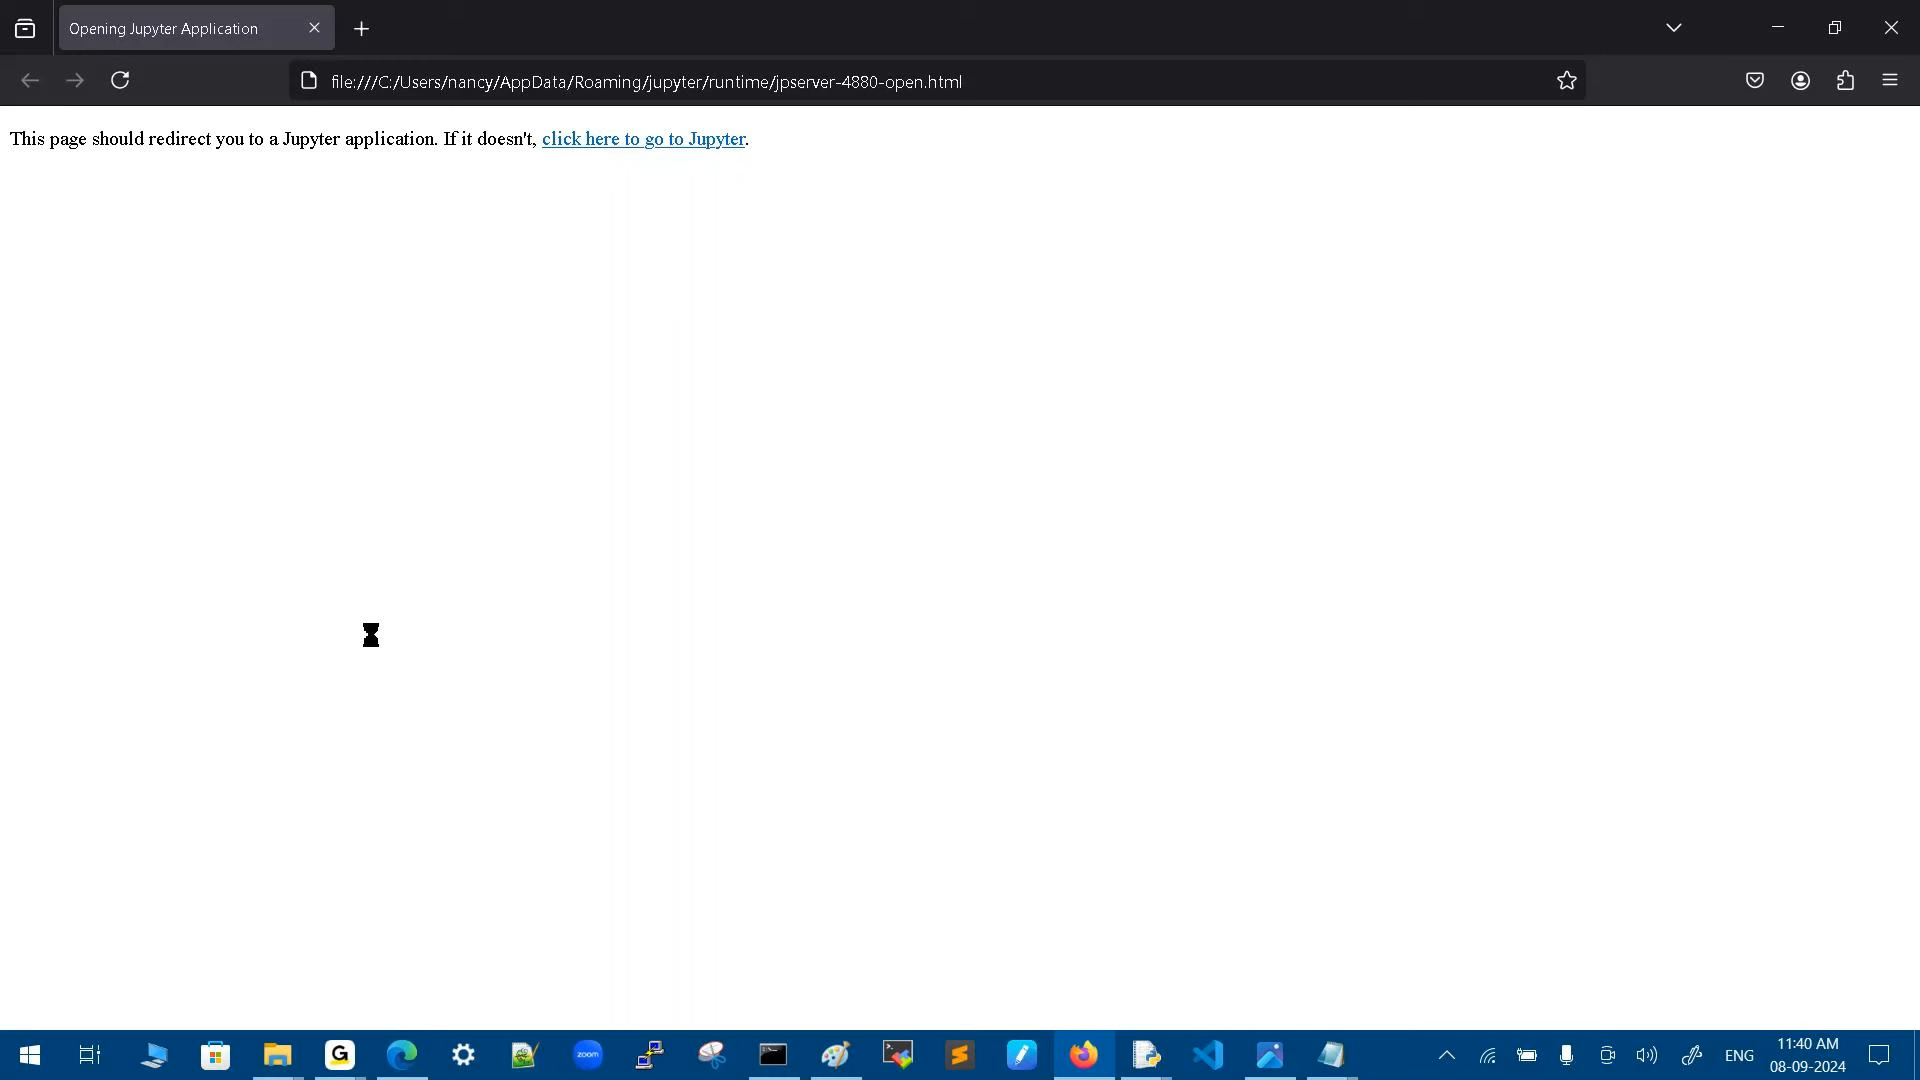 Opening Jupyter Application
file:///C:/Users/nancy/AppData/Roaming/jupyter/runtime/jpserver-4880-open.html
This page should redirect you to a Jupyter application. If it doesn't, click here to go to Jupyter.
G
zoom
S
ENG
11:40 AM
08-09-2024